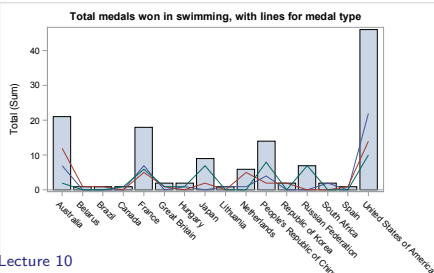 Total medals won in swimming, with lines for medal type
Total (Sum)
40
30
20
10
0
Australia
Belarus
Brazil
Canada
France
Great Britain
Hungary
Japan
Lithuania
Netherlands
People's Republic of Chin
Republic of Korea
Russian Federation
South Africa
Spain
United States of America
Lecture 10